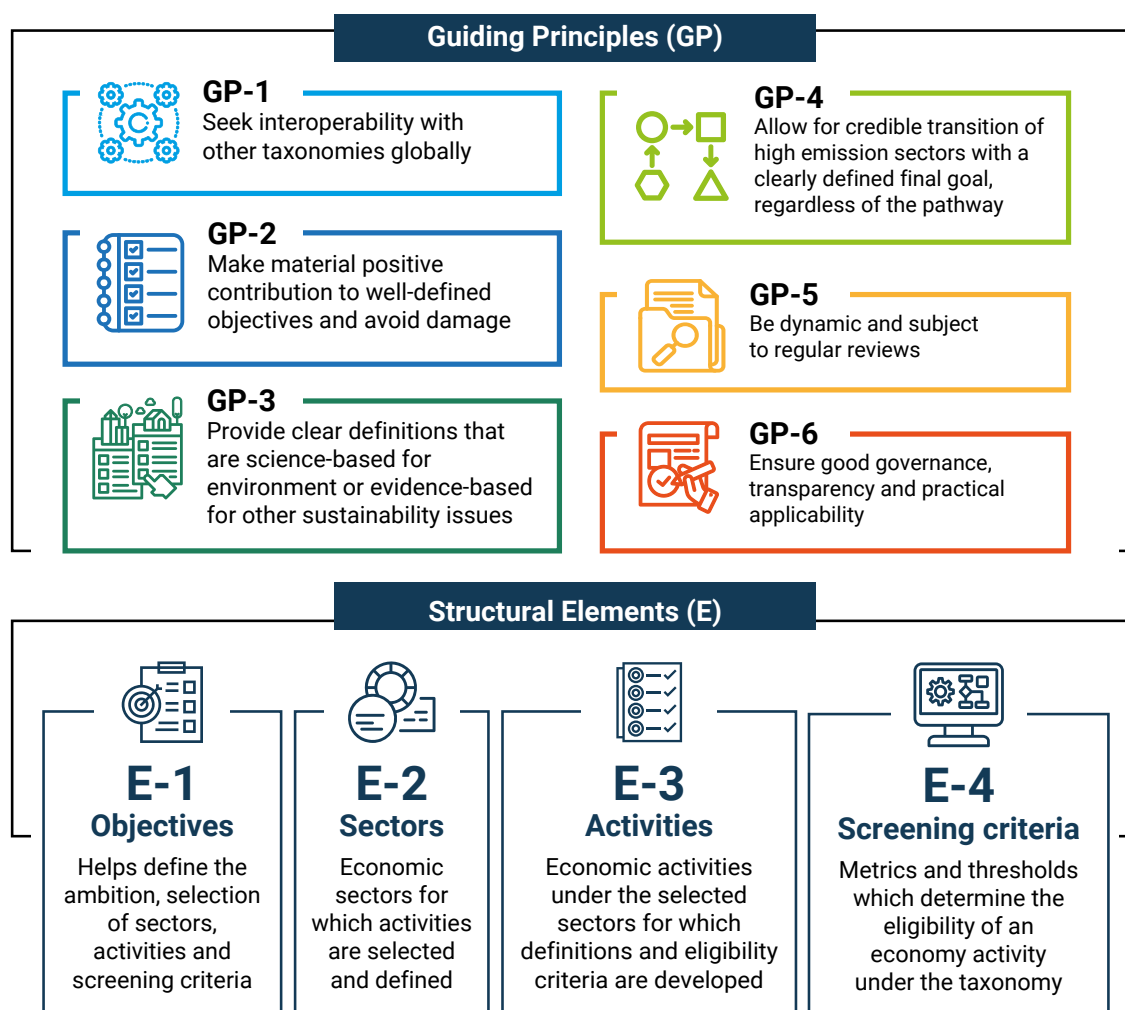 Guiding Principles (GP)
GP-1
Seek interoperability with
other taxonomies globally
GP-2
Make material positive
contribution to well-defined
objectives and avoid damage
GP-3
Provide clear definitions that
are science-based for
environment or evidence-based
for other sustainability issues
GP-4
Allow for credible transition of
high emission sectors with a
clearly defined final goal,
regardless of the pathway
GP-5
Be dynamic and subject
to regular reviews
GP-6
Ensure good governance,
transparency and practical
applicability
Structural Elements (E)
E-1
Objectives
Helps define the
ambition, selection
of sectors,
activities and
screening criteria
E-2
Sectors
Economic
sectors for
which activities
are selected
and defined
E-3
Activities
Economic activities
under the selected
sectors for which
definitions and eligibility
criteria are developed
E-4
Screening criteria
Metrics and thresholds
which determine the
eligibility of an
economy activity
under the taxonomy